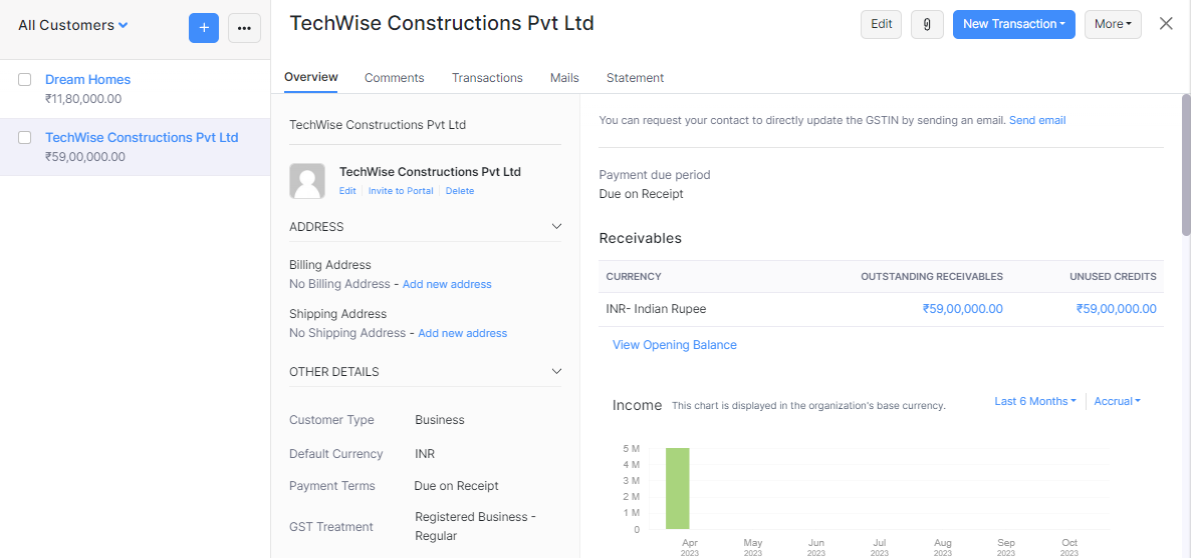 All Customers
+
•••
Dream Homes
₹11,80,000.00
TechWise Constructions Pvt Ltd
₹59,00,000.00
TechWise Constructions Pvt Ltd
Edit
New Transaction
More
Overview
Comments
Transactions
Mails
Statement
TechWise Constructions Pvt Ltd
TechWise Constructions Pvt Ltd
Edit
Invite to Portal
Delete
ADDRESS
Billing Address
No Billing Address - Add new address
Shipping Address
No Shipping Address - Add new address
OTHER DETAILS
Customer Type Business
Default Currency INR
Payment Terms Due on Receipt
GST Treatment Registered Business -
Regular
You can request your contact to directly update the GSTIN by sending an email. Send email
Payment due period
Due on Receipt
Receivables
CURRENCY OUTSTANDING RECEIVABLES UNUSED CREDITS
INR- Indian Rupee ₹59,00,000.00 ₹59,00,000.00
View Opening Balance
Income This chart is displayed in the organization's base currency. Last 6 Months Accrual
5 M
4 M
3 M
2 M
1 M
0
Apr May Jun Jul Aug Sep Oct
2023 2023 2023 2023 2023 2023 2023